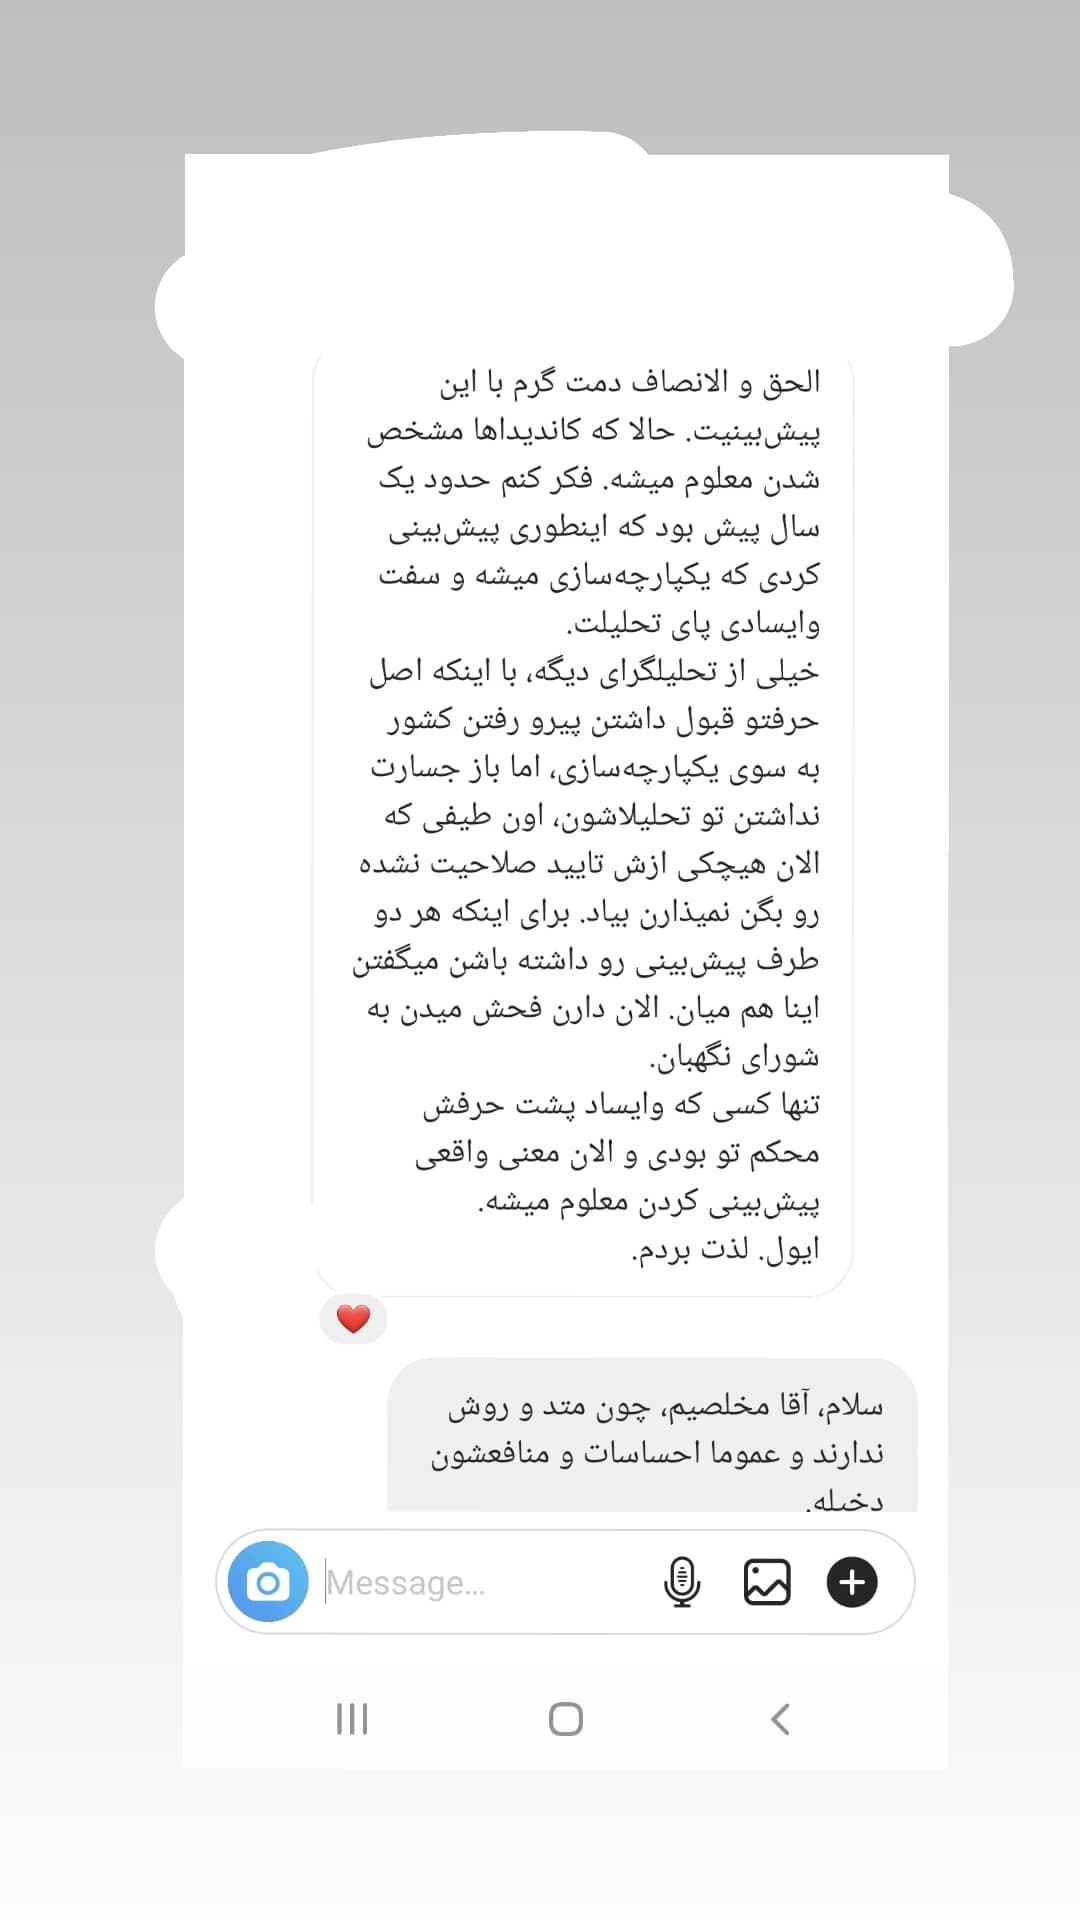 الحق و الانصاف دمت گرم با این
پیش‌بینیت. حالا که کاندیداها مشخص
شدن معلوم میشه. فکر کنم حدود یک
سال پیش بود که اینطوری پیش‌بینی
کردی که یکپارچه‌سازی میشه و سفت
وایسادی پای تحلیلت.
خیلی از تحلیلگرای دیگه، با اینکه اصل
حرفتو قبول داشتن پیرو رفتن کشور
به سوی یکپارچه‌سازی، اما باز جسارت
نداشتن تو تحلیلاشون، اون طیفی که
الان هیچکی ازش تایید صلاحیت نشده
رو بگن نمیذارن بیاد. برای اینکه هر دو
طرف پیش‌بینی رو داشته باشن میگفتن
اینا هم میان. الان دارن فحش میدن به
شورای نگهبان.
تنها کسی که وایساد پشت حرفش
محکم تو بودی و الان معنی واقعی
پیش‌بینی کردن معلوم میشه.
ایول. لذت بردم.
سلام، آقا مخلصیم، چون متد و روش
ندارند و عموما احساسات و منافعشون
دخیله.
Message...